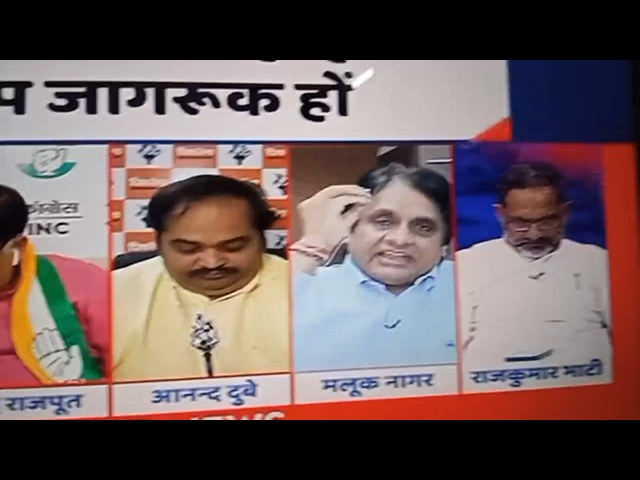 जागरूक हों
कांग्रेस
INC
राजपूत
आनन्द दुबे
मलूक नागर
राजकुमार भाटी